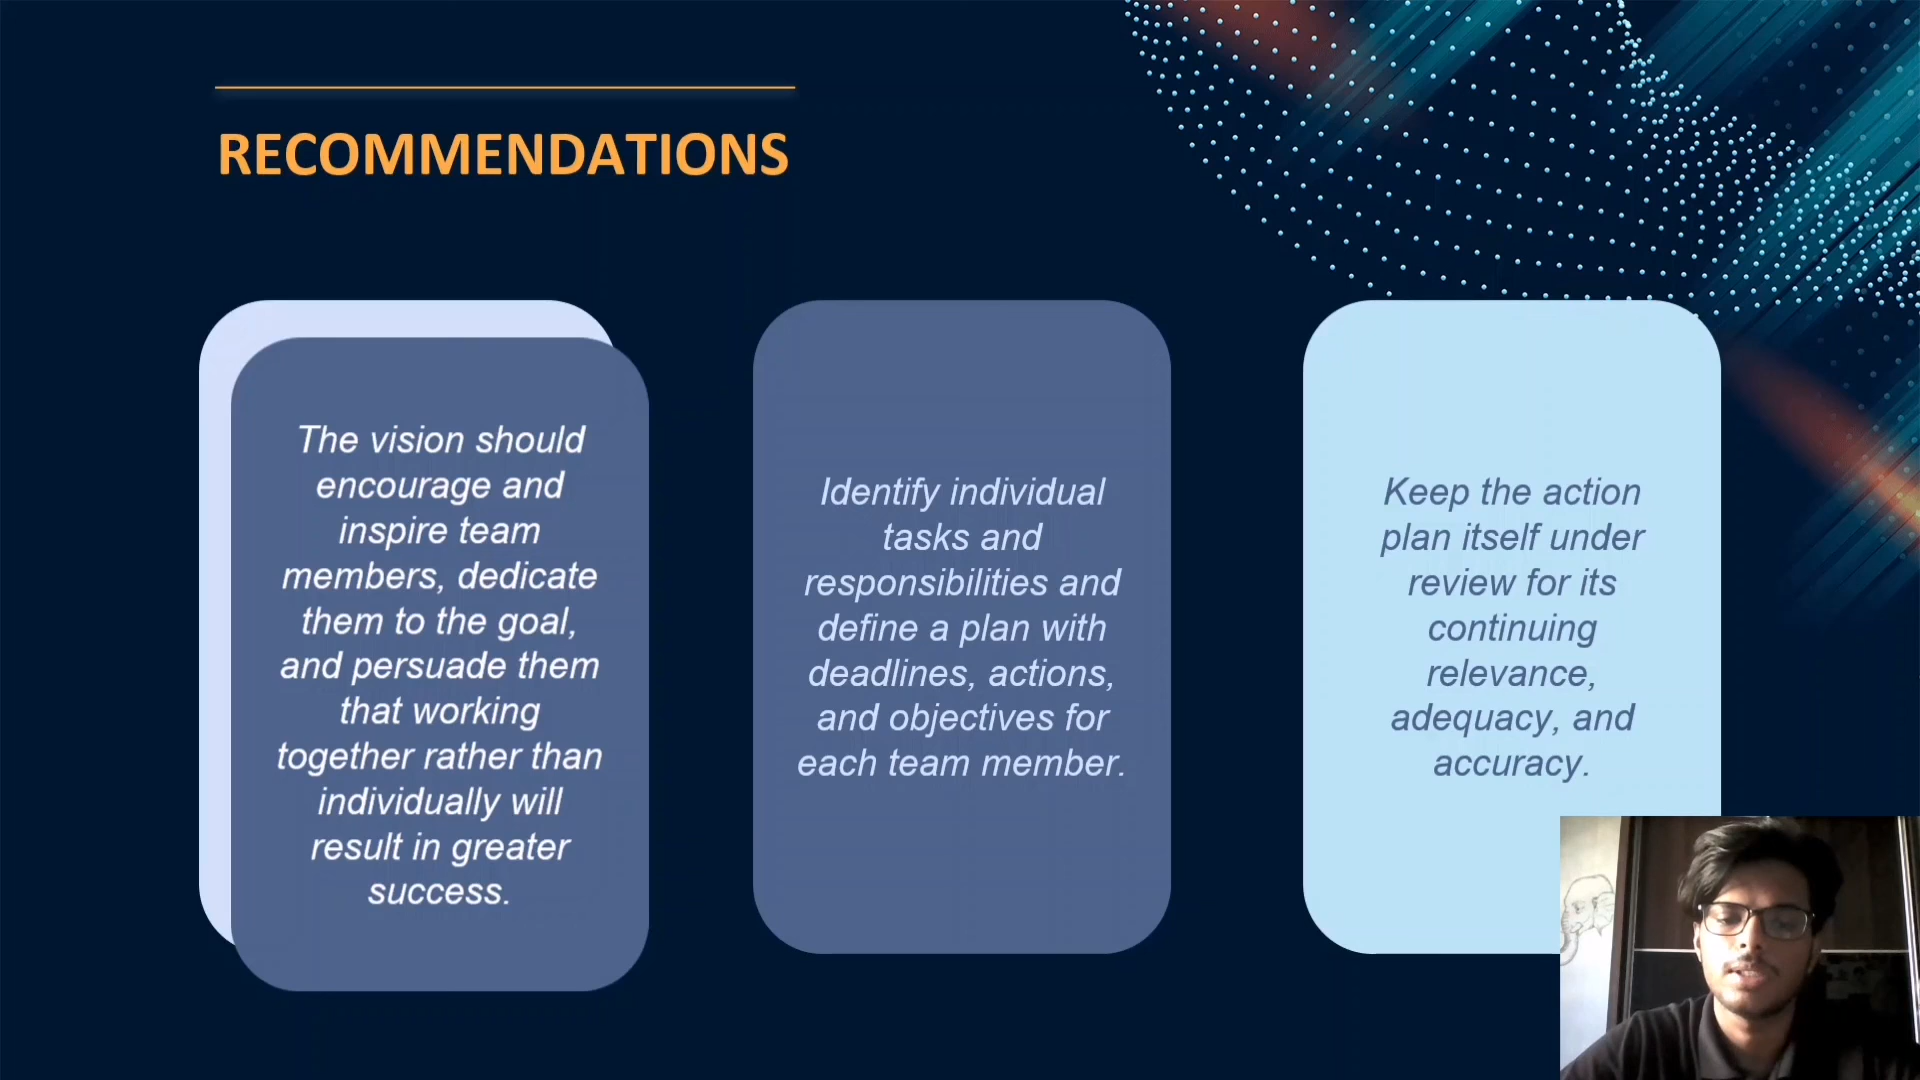 RECOMMENDATIONS
The vision should
encourage and
inspire team
members, dedicate
them to the goal,
and persuade them
that working
together rather than
individually will
result in greater
success.
Identify individual
tasks and
responsibilities and
define a plan with
deadlines, actions,
and objectives for
each team member.
Keep the action
plan itself under
review for its
continuing
relevance,
adequacy, and
accuracy.